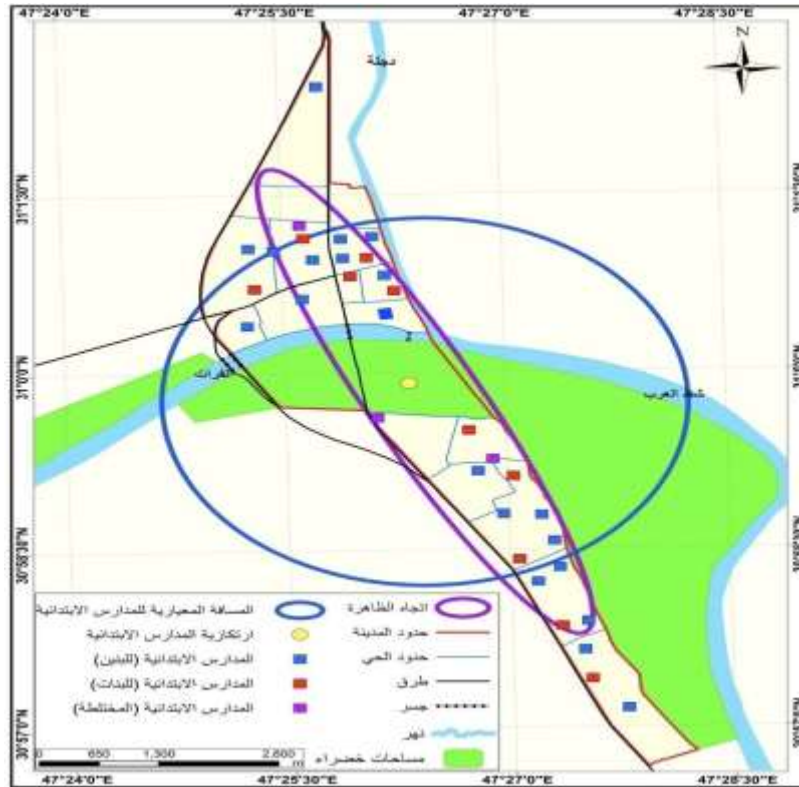 47°24'0"E 47°25'30"E 47°27'0"E 47°28'30"E
N
دجلة
31°1'30"N
31°0'0"N
الفرات
شط العرب
30°58'30"N
30°57'0"N
اتجاه الظاهرة
حدود المدينة
حدود الحي
طرق
جسر
نهر
مساحات خضراء
المسافة المعيارية للمدارس الابتدائية
ارتكازية المدارس الابتدائية
المدارس الابتدائية (للبنين)
المدارس الابتدائية (للبنات)
المدارس الابتدائية (المختلطة)
0 650 1,300 2,600
m
47°24'0"E 47°25'30"E 47°27'0"E 47°28'30"E